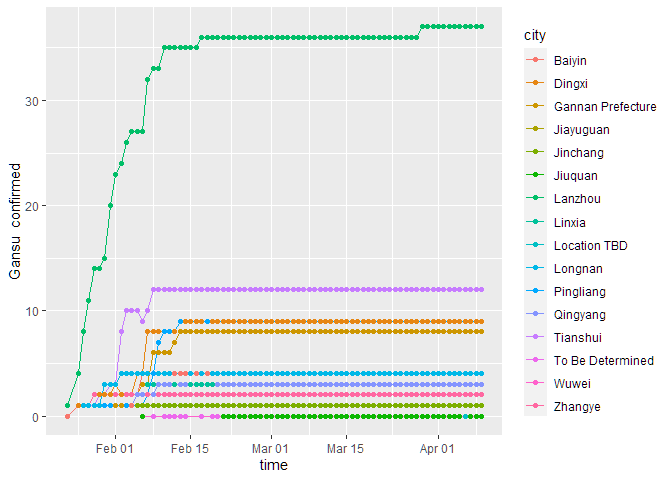 city
Baiyin
Dingxi
Gannan Prefecture
Jiayuguan
Jinchang
Jiuquan
Lanzhou
Linxia
Location TBD
Longnan
Pingliang
Qingyang
Tianshui
To Be Determined
Wuwei
Zhangye
Gansu confirmed
30
20
10
0
Feb 01 Feb 15 Mar 01 Mar 15 Apr 01
time